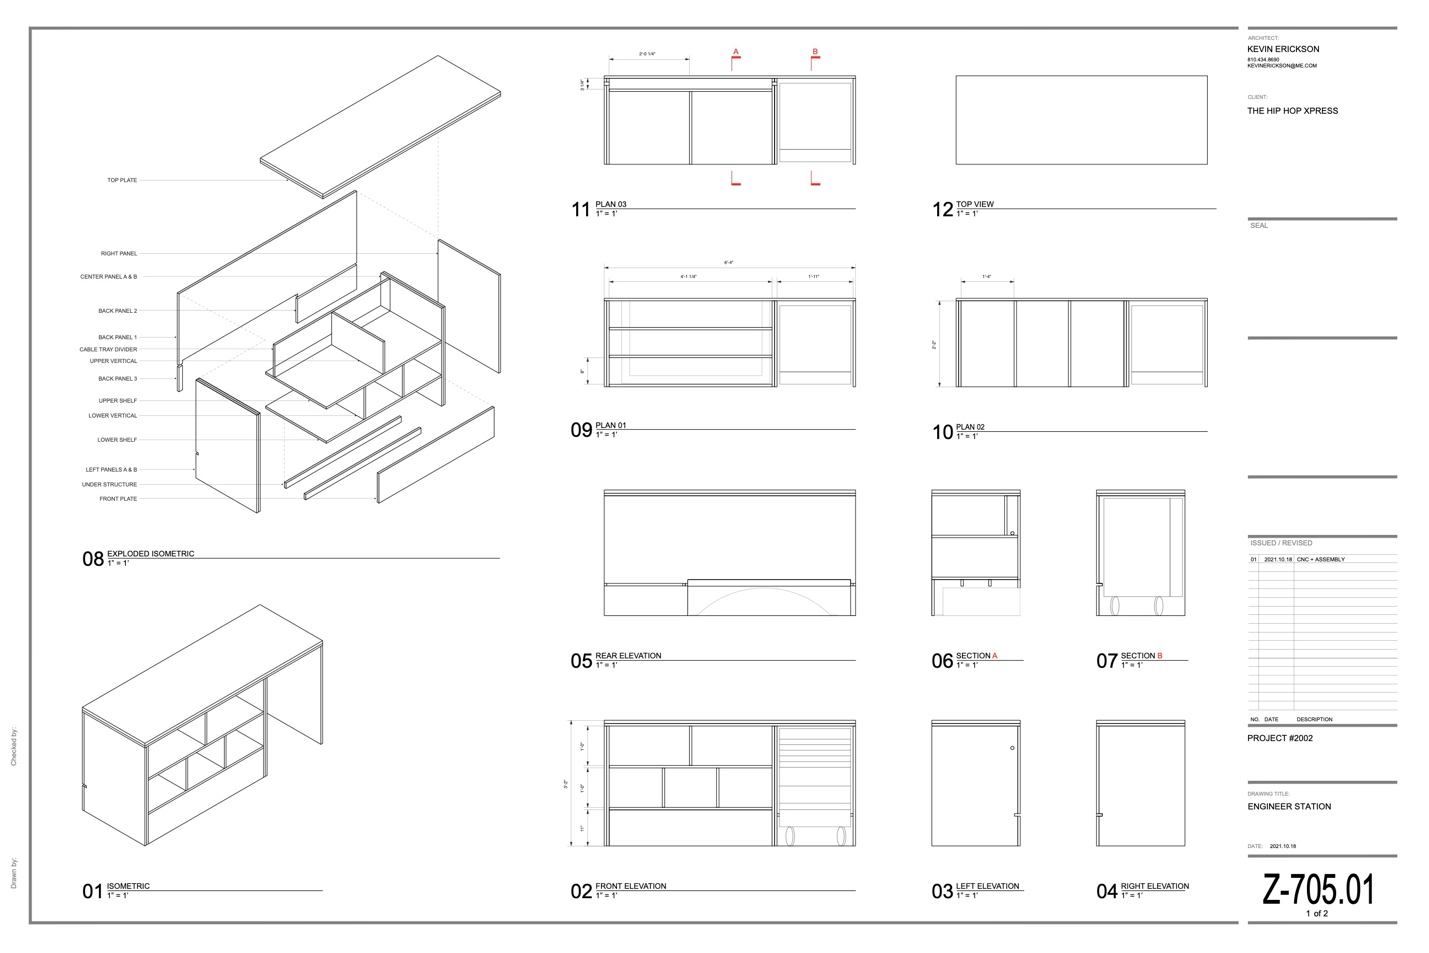 TOP PLATE
RIGHT PANEL
CENTER PANEL A & B
BACK PANEL 2
BACK PANEL 1
CABLE TRAY DIVIDER
UPPER VERTICAL
BACK PANEL 3
UPPER SHELF
LOWER VERTICAL
LOWER SHELF
LEFT PANELS A & B
UNDER STRUCTURE
FRONT PLATE
08 EXPLODED ISOMETRIC
1" = 1'
01 ISOMETRIC
1" = 1'
2'-0 1/4"
A
B
2 1/4"
11 PLAN 03
1" = 1'
12 TOP VIEW
1" = 1'
6'-4"
4'-1 1/4"
1'-11"
8"
09 PLAN 01
1" = 1'
1'-4"
2'-2"
10 PLAN 02
1" = 1'
05 REAR ELEVATION
1" = 1'
06 SECTION A
1" = 1'
07 SECTION B
1" = 1'
3'-2"
1'-0"
1'-0"
11"
02 FRONT ELEVATION
1" = 1'
03 LEFT ELEVATION
1" = 1'
04 RIGHT ELEVATION
1" = 1'
Checked by:
Drawn by:
ARCHITECT:
KEVIN ERICKSON
810.434.8690
KEVINERICKSON@ME.COM
CLIENT:
THE HIP HOP XPRESS
SEAL
ISSUED / REVISED
01 2021.10.18 CNC + ASSEMBLY
NO. DATE DESCRIPTION
PROJECT #2002
DRAWING TITLE:
ENGINEER STATION
DATE: 2021.10.18
Z-705.01
1 of 2